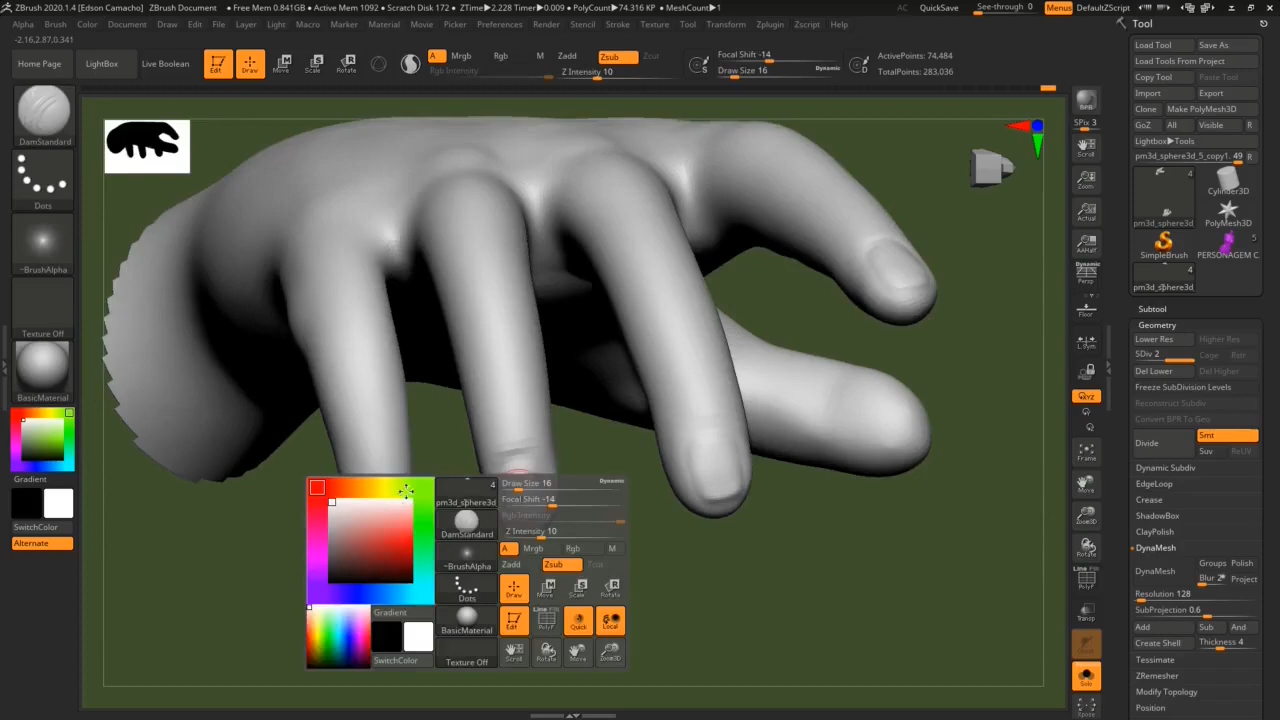 ZBrush 2020.1.4 [Edson Camacho] ZBrush Document • Free Mem 0.841GB • Active Mem 1092 • Scratch Disk 172 • ZTime▶2.228 Timer▶0.009 • PolyCount▶74.316 KP • MeshCount▶1 AC QuickSave See-through 0 Menus DefaultZScript
Alpha Brush Color Document Draw Edit File Layer Light Macro Marker Material Movie Picker Preferences Render Stencil Stroke Texture Tool Transform Zplugin Zscript
-2.16,2.87,0.341
Home Page
LightBox
Live Boolean
Edit
Draw
Move
Scale
Rotate
A Mrgb Rgb M Zadd Zsub Zcut
Rgb Intensity Z Intensity 10
Focal Shift -14
Draw Size 16 Dynamic
S
D
ActivePoints: 74,484
TotalPoints: 283,036
DamStandard
Dots
~BrushAlpha
Texture Off
BasicMaterial
Gradient
SwitchColor
Alternate
4
pm3d_sphere3d
DamStandard
~BrushAlpha
Dots
BasicMaterial
Texture Off
Gradient
SwitchColor
Draw Size 16 Dynamic
Focal Shift -14
Rgb Intensity
Z Intensity 10
A Mrgb Rgb M
Zadd Zsub Zcut
Draw Move Scale Rotate
Edit Line Fill PolyF Quick Local
Scroll Rotate Move Zoom3D
BPR
SPix 3
Scroll
Zoom
Actual
AAHalf
Dynamic
Persp
Floor
L.Sym
XYZ
Frame
Move
Zoom3D
Rotate
Line Fill
PolyF
Transp
Solo
Xpose
Tool
Load Tool Save As
Load Tools From Project
Copy Tool Paste Tool
Import Export
Clone Make PolyMesh3D
GoZ All Visible R
Lightbox▶Tools
pm3d_sphere3d_5_copy1. 49 R
4
pm3d_sphere3d
Cylinder3D
PolyMesh3D
SimpleBrush
5
PERSONAGEM C
4
pm3d_sphere3d
Subtool
Geometry
Lower Res Higher Res
SDiv 2 Cage Rstr
Del Lower Del Higher
Freeze SubDivision Levels
Reconstruct Subdiv
Convert BPR To Geo
Divide Smt
Suv ReUV
Dynamic Subdiv
EdgeLoop
Crease
ShadowBox
ClayPolish
DynaMesh
DynaMesh Groups Polish
Blur 2 Project
Resolution 128
SubProjection 0.6
Add Sub And
Create Shell Thickness 4
Tessimate
ZRemesher
Modify Topology
Position